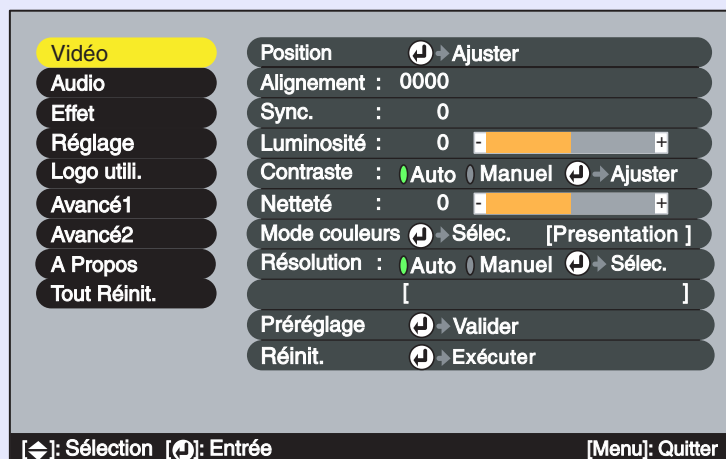 Vidéo
Audio
Effet
Réglage
Logo utili.
Avancé1
Avancé2
A Propos
Tout Réinit.
Position Ajuster
Alignement : 0000
Sync. : 0
Luminosité : 0 - +
Contraste : Auto Manuel Ajuster
Netteté : 0 - +
Mode couleurs Sélec. [Presentation ]
Résolution : Auto Manuel Sélec.
[ ]
Préréglage Valider
Réinit. Exécuter
[ ]: Sélection [ ]: Entrée [Menu]: Quitter